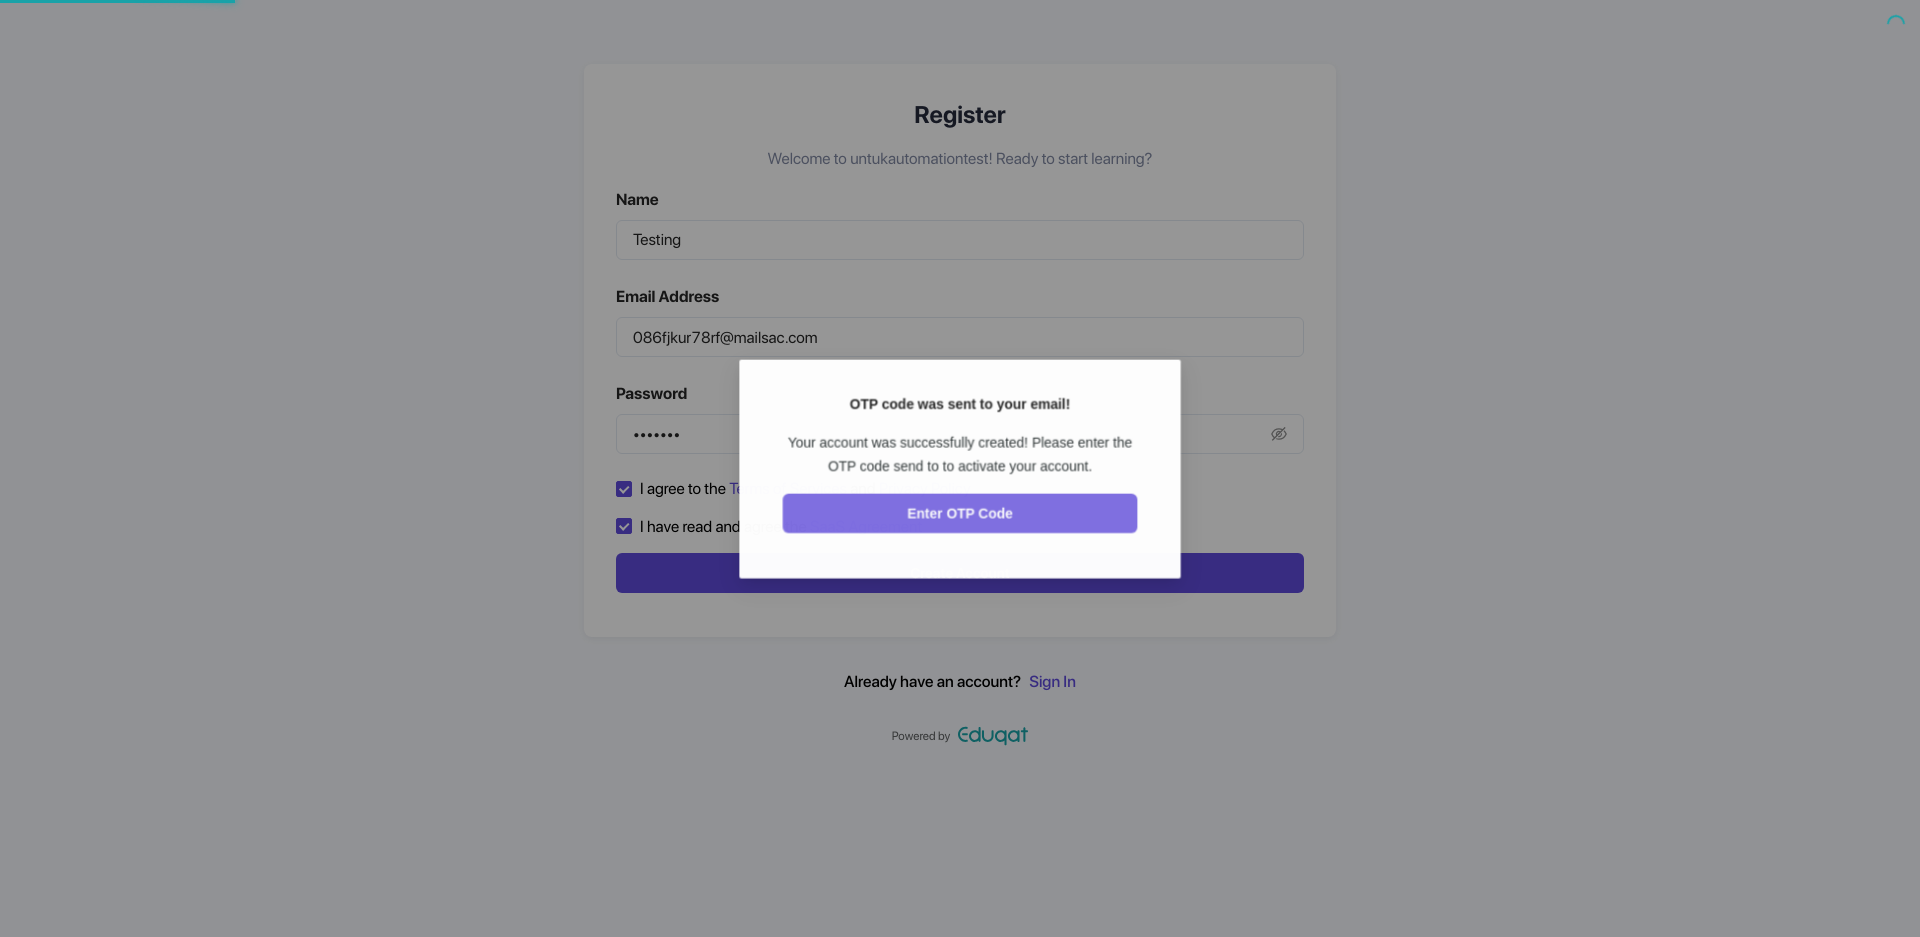 Register
Welcome to untukautomationtest! Ready to start learning?
Name
Testing
Email Address
086fjkur78rf@mailsac.com
Password
•••••••
OTP code was sent to your email!
Your account was successfully created! Please enter the
OTP code send to to activate your account.
Enter OTP Code
I agree to the
I have read and
Already have an account? Sign In
Powered by Eduqat